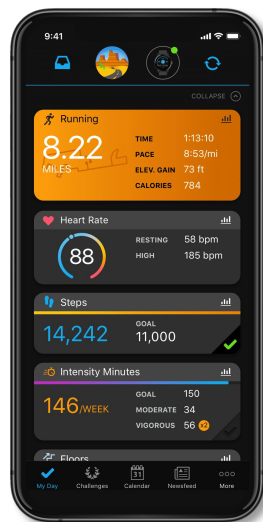 9:41
COLLAPSE
Running
8.22
MILES
TIME 1:13:10
PACE 8:53/mi
ELEV. GAIN 73 ft
CALORIES 784
Heart Rate
88
RESTING 58 bpm
HIGH 185 bpm
Steps
14,242
GOAL
11,000
Intensity Minutes
146/WEEK
GOAL 150
MODERATE 34
VIGOROUS 56 x2
Floors
31
My Day Challenges Calendar Newsfeed More